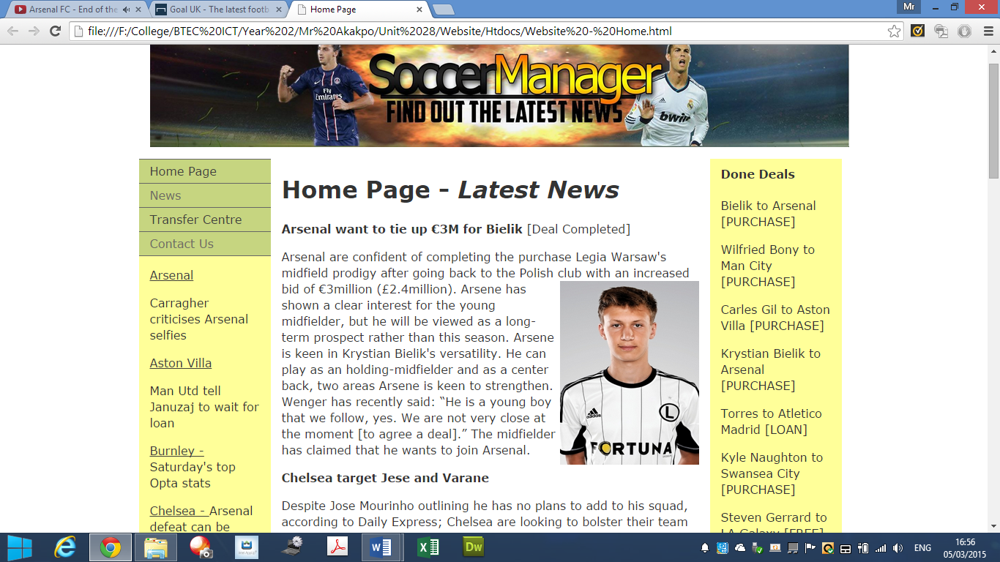 Arsenal FC - End of the
Goal UK - The latest footb
Home Page
Mr
file:///F:/College/BTEC%20ICT/Year%202/Mr%20Akakpo/Unit%2028/Website/Htdocs/Website%20-%20Home.html
Fly
Emirates
SoccerManager
FIND OUT THE LATEST NEWS
bwin
Home Page
News
Transfer Centre
Contact Us
Arsenal
Carragher
criticises Arsenal
selfies
Aston Villa
Man Utd tell
Januzaj to wait for
loan
Burnley -
Saturday's top
Opta stats
Chelsea - Arsenal
defeat can be
Home Page - Latest News
Arsenal want to tie up €3M for Bielik [Deal Completed]
Arsenal are confident of completing the purchase Legia Warsaw's
midfield prodigy after going back to the Polish club with an increased
bid of €3million (£2.4million). Arsene has
shown a clear interest for the young
midfielder, but he will be viewed as a long-
term prospect rather than this season. Arsene
is keen in Krystian Bielik's versatility. He can
play as an holding-midfielder and as a center
back, two areas Arsene is keen to strengthen.
Wenger has recently said: “He is a young boy
that we follow, yes. We are not very close at
the moment [to agree a deal].” The midfielder
has claimed that he wants to join Arsenal.
adidas
L
FORTUNA
Chelsea target Jese and Varane
Despite Jose Mourinho outlining he has no plans to add to his squad,
according to Daily Express; Chelsea are looking to bolster their team
Done Deals
Bielik to Arsenal
[PURCHASE]
Wilfried Bony to
Man City
[PURCHASE]
Carles Gil to Aston
Villa [PURCHASE]
Krystian Bielik to
Arsenal
[PURCHASE]
Torres to Atletico
Madrid [LOAN]
Kyle Naughton to
Swansea City
[PURCHASE]
Steven Gerrard to
LA Galaxy [FREE]
Dw
ENG
16:56
05/03/2015